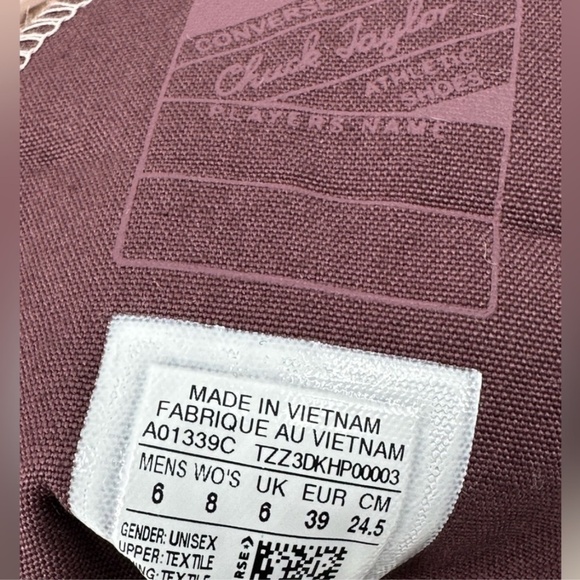 CONVERSE
Chuck Taylor
ATHLETIC
SHOES
PLAYERS NAME
MADE IN VIETNAM
FABRIQUE AU VIETNAM
A01339C TZZ3DKHP00003
MENS WO'S UK EUR CM
6 8 6 39 24.5
GENDER: UNISEX
UPPER: TEXTILE
TEXTILE